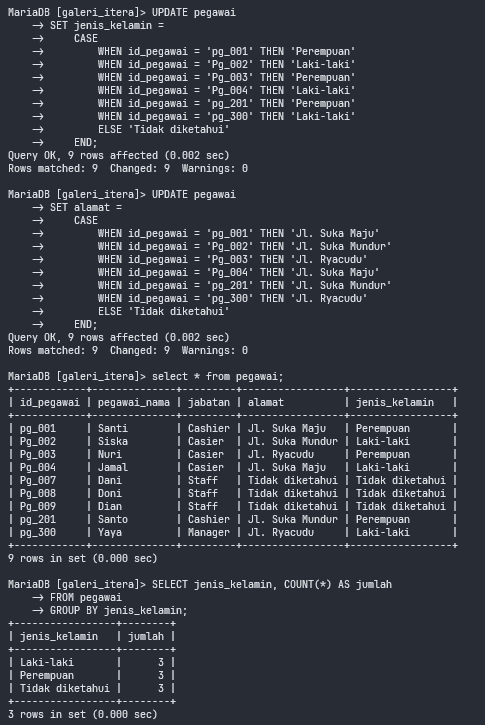 MariaDB [galeri_itera]> UPDATE pegawai
    -> SET jenis_kelamin =
    ->     CASE
    ->         WHEN id_pegawai = 'pg_001' THEN 'Perempuan'
    ->         WHEN id_pegawai = 'Pg_002' THEN 'Laki-laki'
    ->         WHEN id_pegawai = 'Pg_003' THEN 'Perempuan'
    ->         WHEN id_pegawai = 'Pg_004' THEN 'Laki-laki'
    ->         WHEN id_pegawai = 'pg_201' THEN 'Perempuan'
    ->         WHEN id_pegawai = 'pg_300' THEN 'Laki-laki'
    ->         ELSE 'Tidak diketahui'
    ->     END;
Query OK, 9 rows affected (0.002 sec)
Rows matched: 9  Changed: 9  Warnings: 0

MariaDB [galeri_itera]> UPDATE pegawai
    -> SET alamat =
    ->     CASE
    ->         WHEN id_pegawai = 'pg_001' THEN 'Jl. Suka Maju'
    ->         WHEN id_pegawai = 'Pg_002' THEN 'Jl. Suka Mundur'
    ->         WHEN id_pegawai = 'Pg_003' THEN 'Jl. Ryacudu'
    ->         WHEN id_pegawai = 'Pg_004' THEN 'Jl. Suka Maju'
    ->         WHEN id_pegawai = 'pg_201' THEN 'Jl. Suka Mundur'
    ->         WHEN id_pegawai = 'pg_300' THEN 'Jl. Ryacudu'
    ->         ELSE 'Tidak diketahui'
    ->     END;
Query OK, 9 rows affected (0.002 sec)
Rows matched: 9  Changed: 9  Warnings: 0

MariaDB [galeri_itera]> select * from pegawai;
+------------+--------------+---------+-----------------+-----------------+
| id_pegawai | pegawai_nama | jabatan | alamat          | jenis_kelamin   |
+------------+--------------+---------+-----------------+-----------------+
| pg_001     | Santi        | Cashier | Jl. Suka Maju   | Perempuan       |
| Pg_002     | Siska        | Casier  | Jl. Suka Mundur | Laki-laki       |
| Pg_003     | Nuri         | Casier  | Jl. Ryacudu     | Perempuan       |
| Pg_004     | Jamal        | Casier  | Jl. Suka Maju   | Laki-laki       |
| Pg_007     | Dani         | Staff   | Tidak diketahui | Tidak diketahui |
| Pg_008     | Doni         | Staff   | Tidak diketahui | Tidak diketahui |
| Pg_009     | Dian         | Staff   | Tidak diketahui | Tidak diketahui |
| pg_201     | Santo        | Cashier | Jl. Suka Mundur | Perempuan       |
| pg_300     | Yaya         | Manager | Jl. Ryacudu     | Laki-laki       |
+------------+--------------+---------+-----------------+-----------------+
9 rows in set (0.000 sec)

MariaDB [galeri_itera]> SELECT jenis_kelamin, COUNT(*) AS jumlah
    -> FROM pegawai
    -> GROUP BY jenis_kelamin;
+-----------------+--------+
| jenis_kelamin   | jumlah |
+-----------------+--------+
| Laki-laki       |      3 |
| Perempuan       |      3 |
| Tidak diketahui |      3 |
+-----------------+--------+
3 rows in set (0.000 sec)